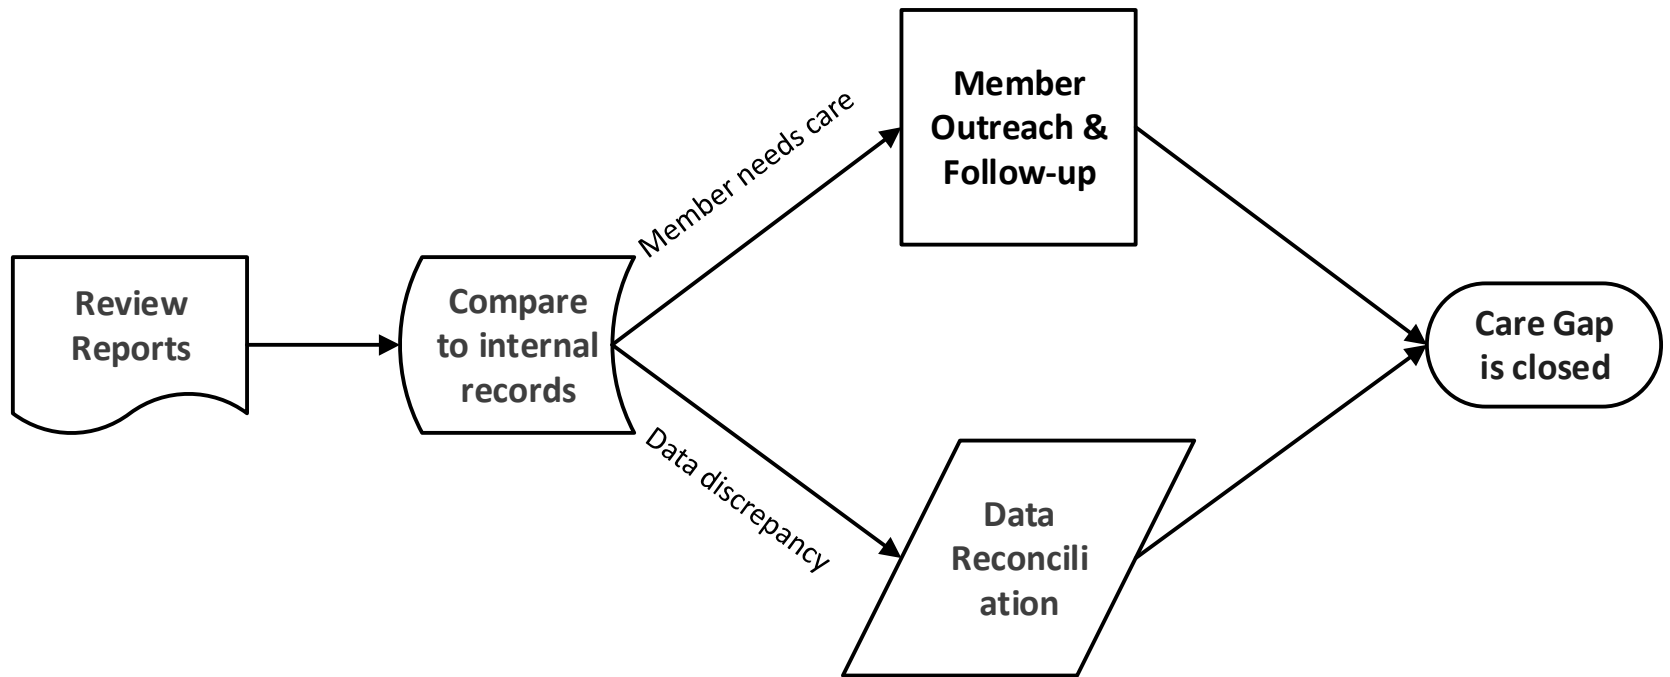 Review
Reports
Compare
to internal
records
Member needs care
Member
Outreach &
Follow-up
Data discrepancy
Data
Reconcili
ation
Care Gap
is closed